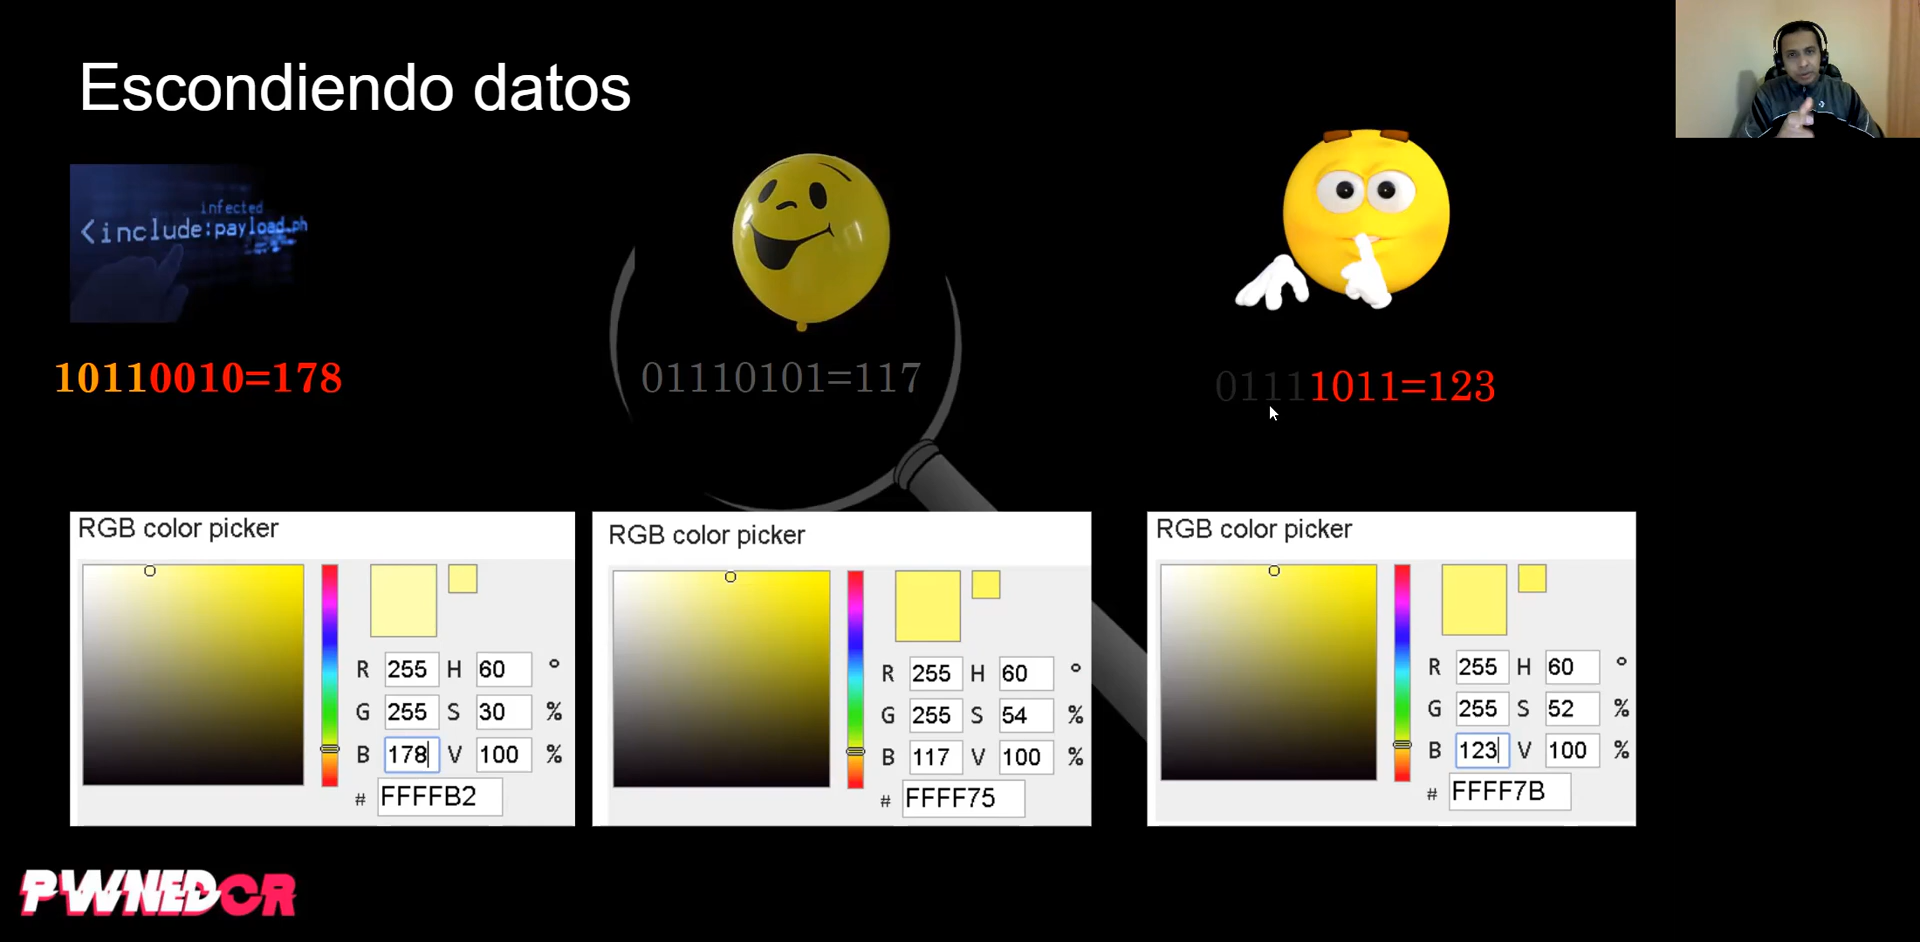 Escondiendo datos
infected
<include:payload.ph
10110010=178
01110101=117
01111011=123
RGB color picker
R 255 H 60 °
G 255 S 30 %
B 178 V 100 %
# FFFFB2
RGB color picker
R 255 H 60 °
G 255 S 54 %
B 117 V 100 %
# FFFF75
RGB color picker
R 255 H 60 °
G 255 S 52 %
B 123 V 100 %
# FFFF7B
PWNEDCR